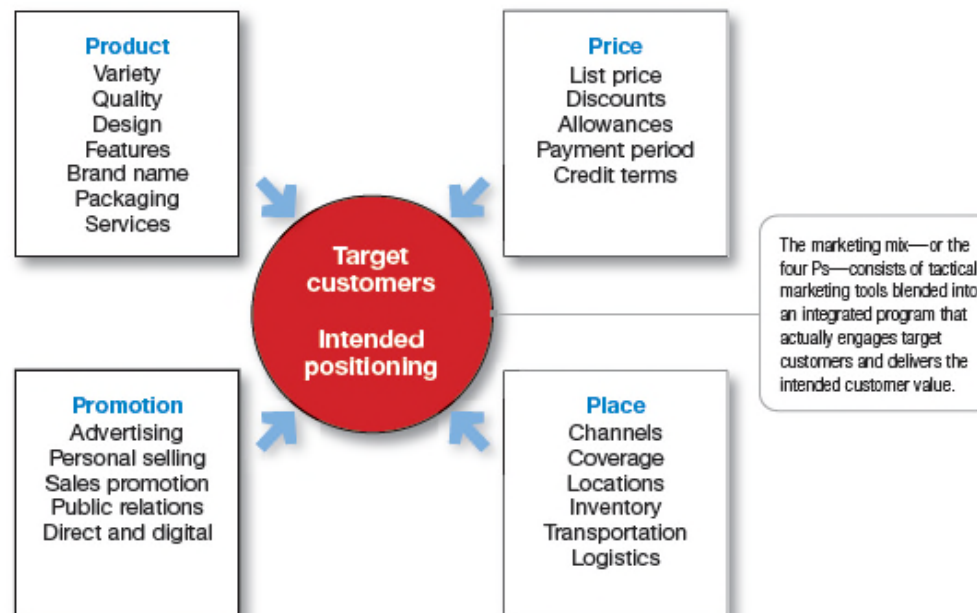 Product
Variety
Quality
Design
Features
Brand name
Packaging
Services
Price
List price
Discounts
Allowances
Payment period
Credit terms
Target
customers
Intended
positioning
The marketing mix—or the
four Ps—consists of tactical
marketing tools blended into
an integrated program that
actually engages target
customers and delivers the
intended customer value.
Promotion
Advertising
Personal selling
Sales promotion
Public relations
Direct and digital
Place
Channels
Coverage
Locations
Inventory
Transportation
Logistics